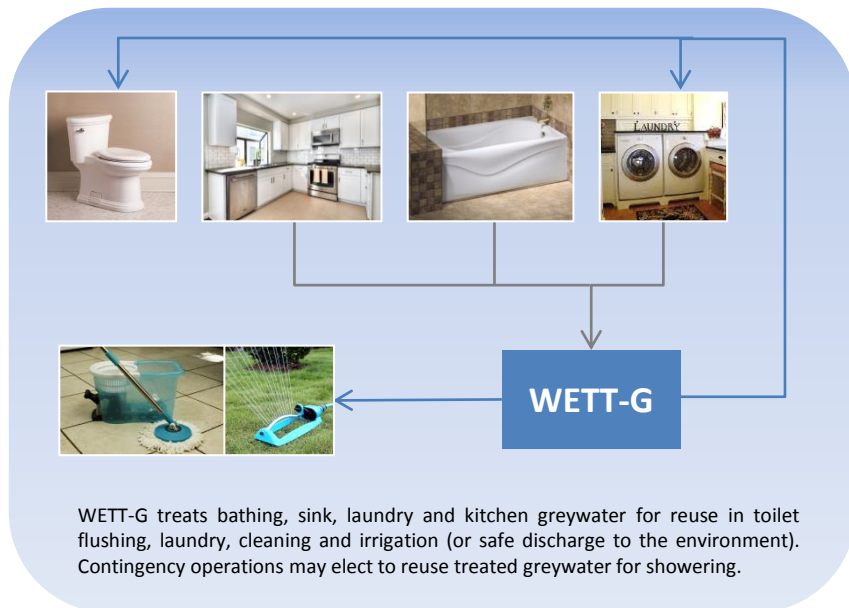 LAUNDRY
WETT-G
WETT-G treats bathing, sink, laundry and kitchen greywater for reuse in toilet
flushing, laundry, cleaning and irrigation (or safe discharge to the environment).
Contingency operations may elect to reuse treated greywater for showering.